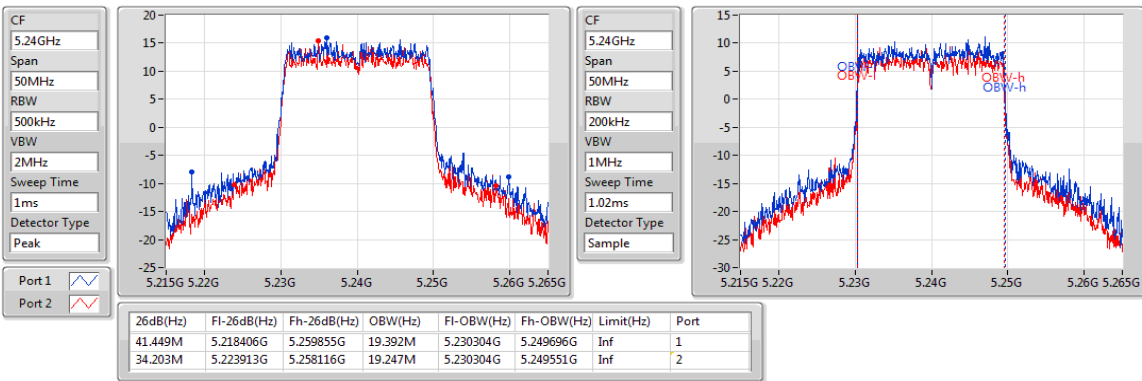 CF
5.24GHz
Span
50MHz
RBW
500kHz
VBW
2MHz
Sweep Time
1ms
Detector Type
Peak
Port 1
Port 2
20
15
10
5
0
-5
-10
-15
-20
-25
5.215G 5.22G 5.23G 5.24G 5.25G 5.26G 5.265G
CF
5.24GHz
Span
50MHz
RBW
200kHz
VBW
1MHz
Sweep Time
1.02ms
Detector Type
Sample
15
10
5
0
-5
-10
-15
-20
-25
-30
OBW-l
OBW-h
OBW-h
5.215G 5.22G 5.23G 5.24G 5.25G 5.26G 5.265G
26dB(Hz) Fl-26dB(Hz) Fh-26dB(Hz) OBW(Hz) Fl-OBW(Hz) Fh-OBW(Hz) Limit(Hz) Port
41.449M 5.218406G 5.259855G 19.392M 5.230304G 5.249696G Inf 1
34.203M 5.223913G 5.258116G 19.247M 5.230304G 5.249551G Inf 2